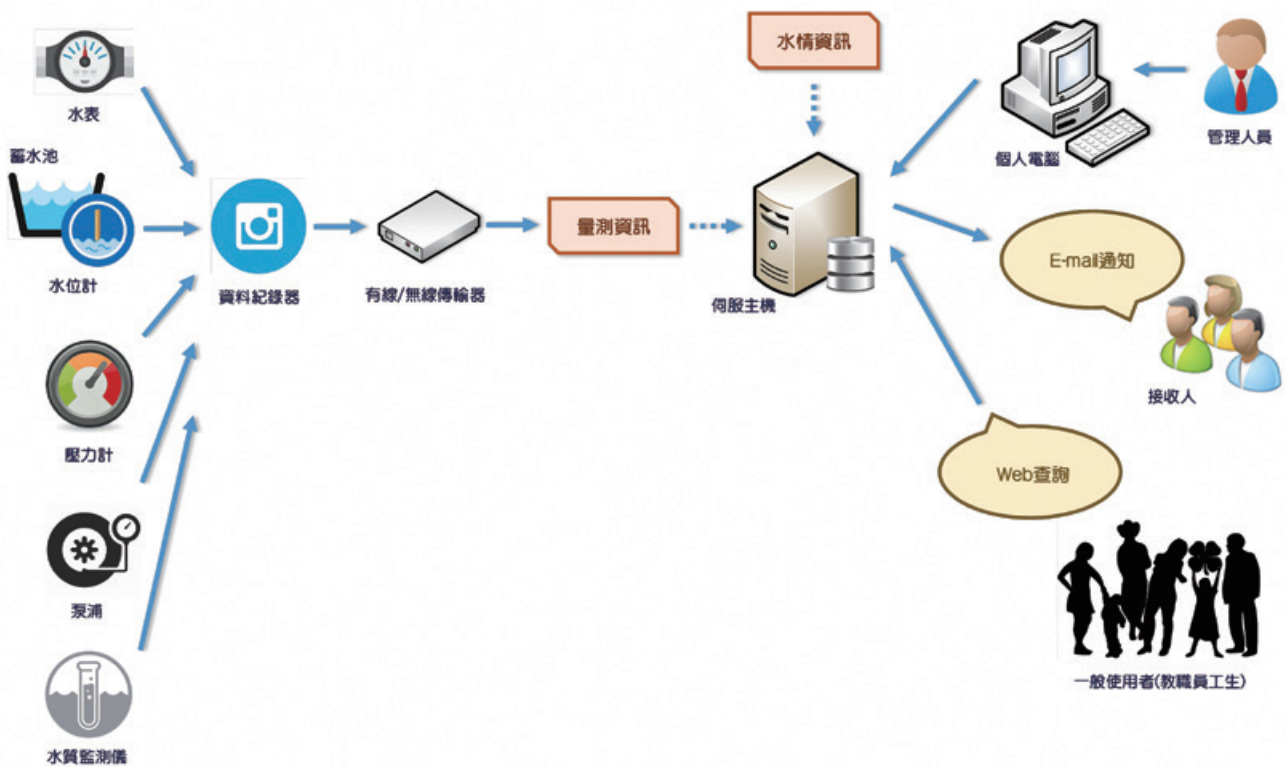 水表
蓄水池
水位計
壓力計
泵浦
水質監測儀
資料紀錄器
有線/無線傳輸器
量測資訊
水情資訊
伺服主機
個人電腦
管理人員
E-mail通知
接收人
Web查詢
一般使用者(教職員工生)